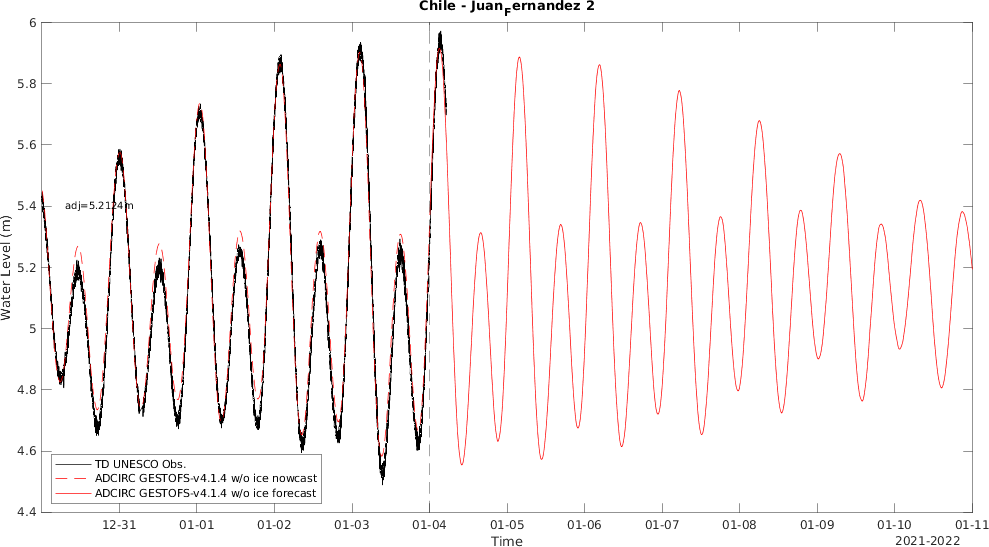 Chile - Juan_Fernandez 2
6
5.8
5.6
5.4
5.2
5
4.8
4.6
4.4
Water Level (m)
adj=5.2124m
TD UNESCO Obs.
ADCIRC GESTOFS-v4.1.4 w/o ice nowcast
ADCIRC GESTOFS-v4.1.4 w/o ice forecast
12-31 01-01 01-02 01-03 01-04 01-05 01-06 01-07 01-08 01-09 01-10 01-11
Time
2021-2022